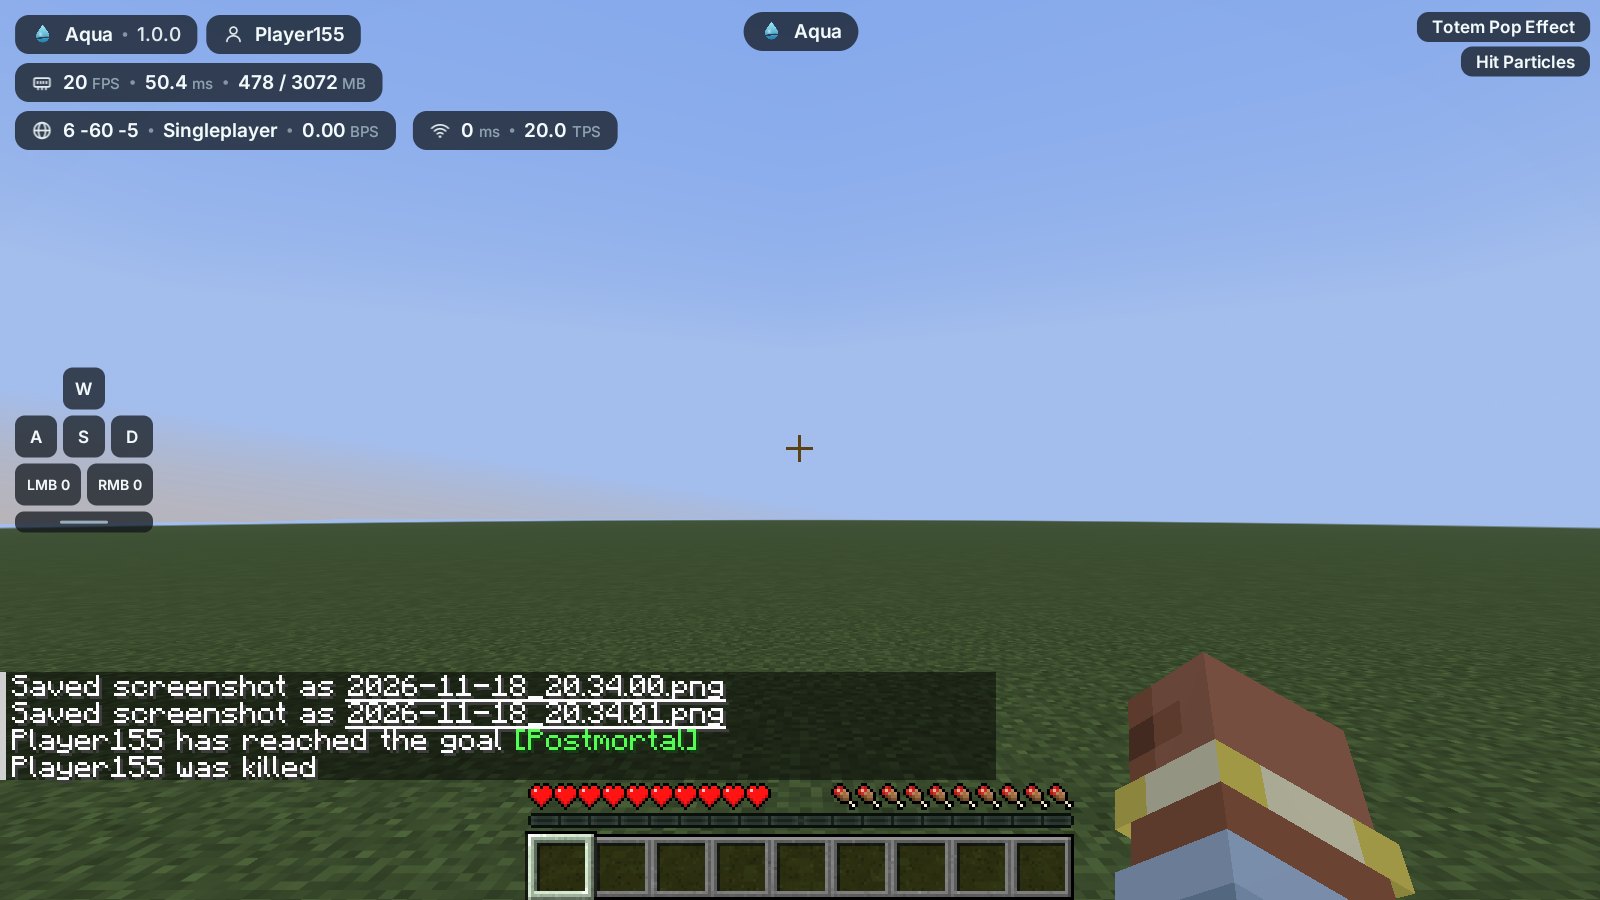 Aqua • 1.0.0
Player155
Aqua
Totem Pop Effect
Hit Particles
20 FPS • 50.4 ms • 478 / 3072 MB
6 -60 -5 • Singleplayer • 0.00 BPS
0 ms • 20.0 TPS
W
A S D
LMB 0 RMB 0
Saved screenshot as 2026-11-18_20.34.00.png
Saved screenshot as 2026-11-18_20.34.01.png
Player155 has reached the goal [Postmortal]
Player155 was killed